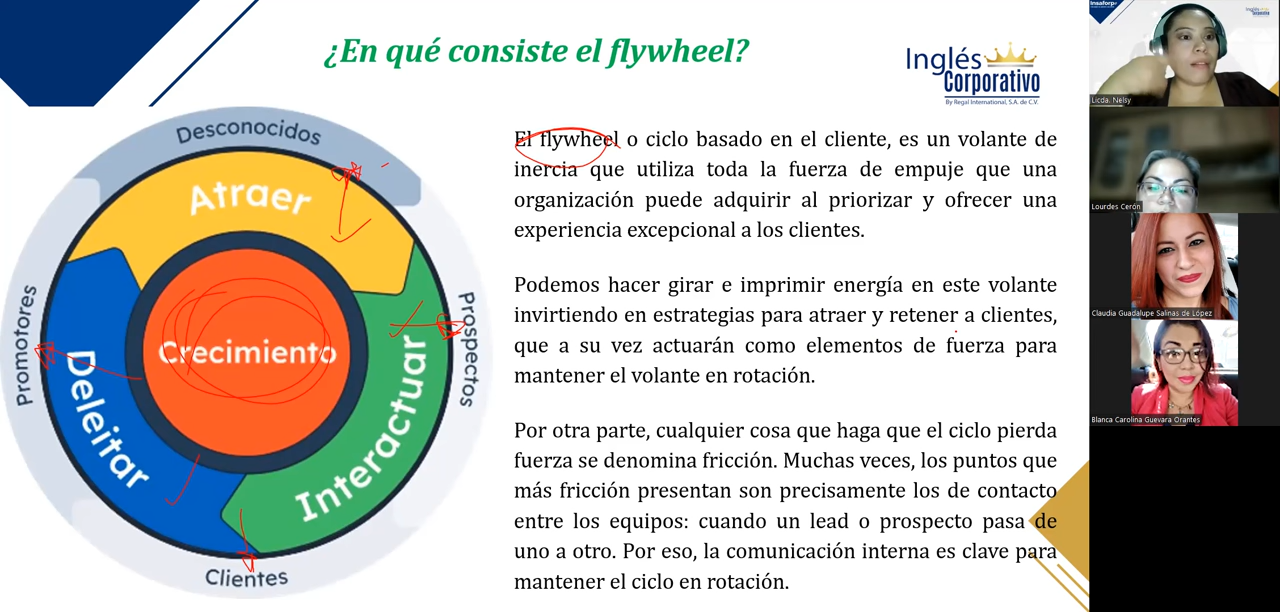 ¿En qué consiste el flywheel?
Inglés
Corporativo
By Regal International, S.A. de C.V.
Desconocidos
Atraer
Promotores
Crecimiento
Prospectos
Deleitar
Interactuar
Clientes
El flywheel o ciclo basado en el cliente, es un volante de
inercia que utiliza toda la fuerza de empuje que una
organización puede adquirir al priorizar y ofrecer una
experiencia excepcional a los clientes.
Podemos hacer girar e imprimir energía en este volante
invirtiendo en estrategias para atraer y retener a clientes,
que a su vez actuarán como elementos de fuerza para
mantener el volante en rotación.
Por otra parte, cualquier cosa que haga que el ciclo pierda
fuerza se denomina fricción. Muchas veces, los puntos que
más fricción presentan son precisamente los de contacto
entre los equipos: cuando un lead o prospecto pasa de
uno a otro. Por eso, la comunicación interna es clave para
mantener el ciclo en rotación.
Insaforp
Inglés
Corporativo
Licda. Nelsy
Lourdes Cerón
Claudia Guadalupe Salinas de López
Blanca Carolina Guevara Orantes